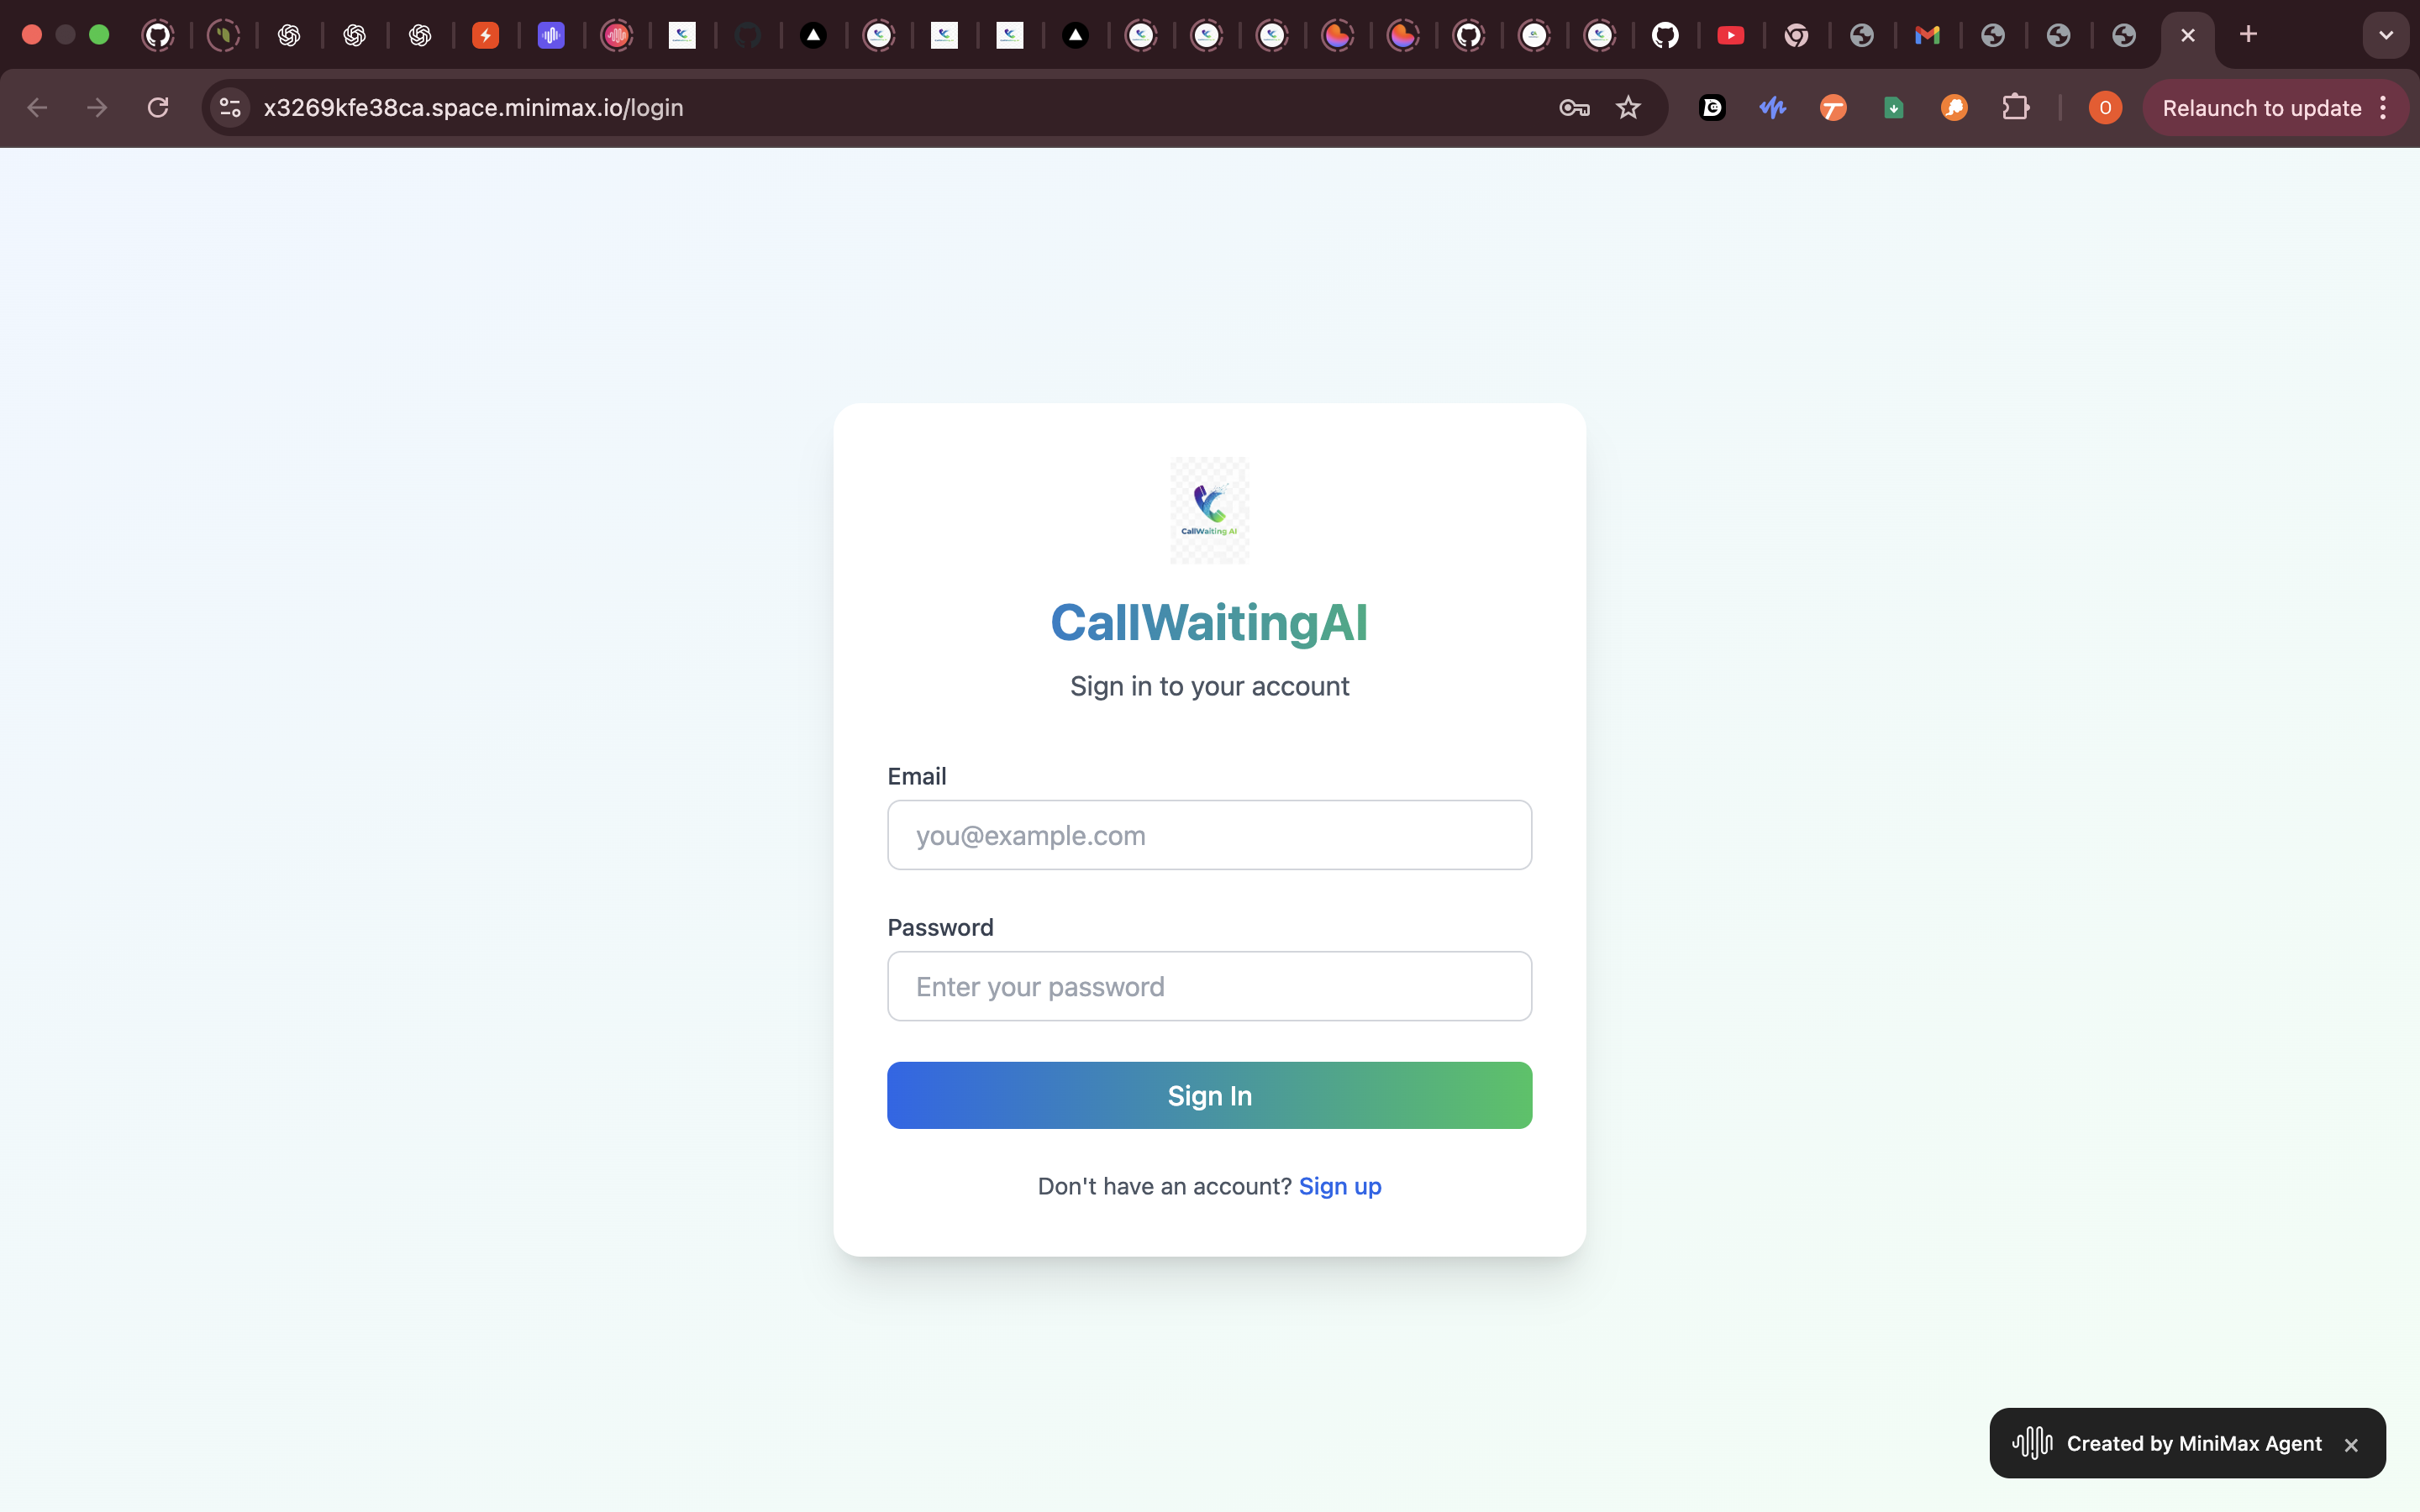 x3269kfe38ca.space.minimax.io/login
O
Relaunch to update
CallWaiting AI
CallWaitingAI
Sign in to your account
Email
you@example.com
Password
Enter your password
Sign In
Don't have an account? Sign up
Created by MiniMax Agent